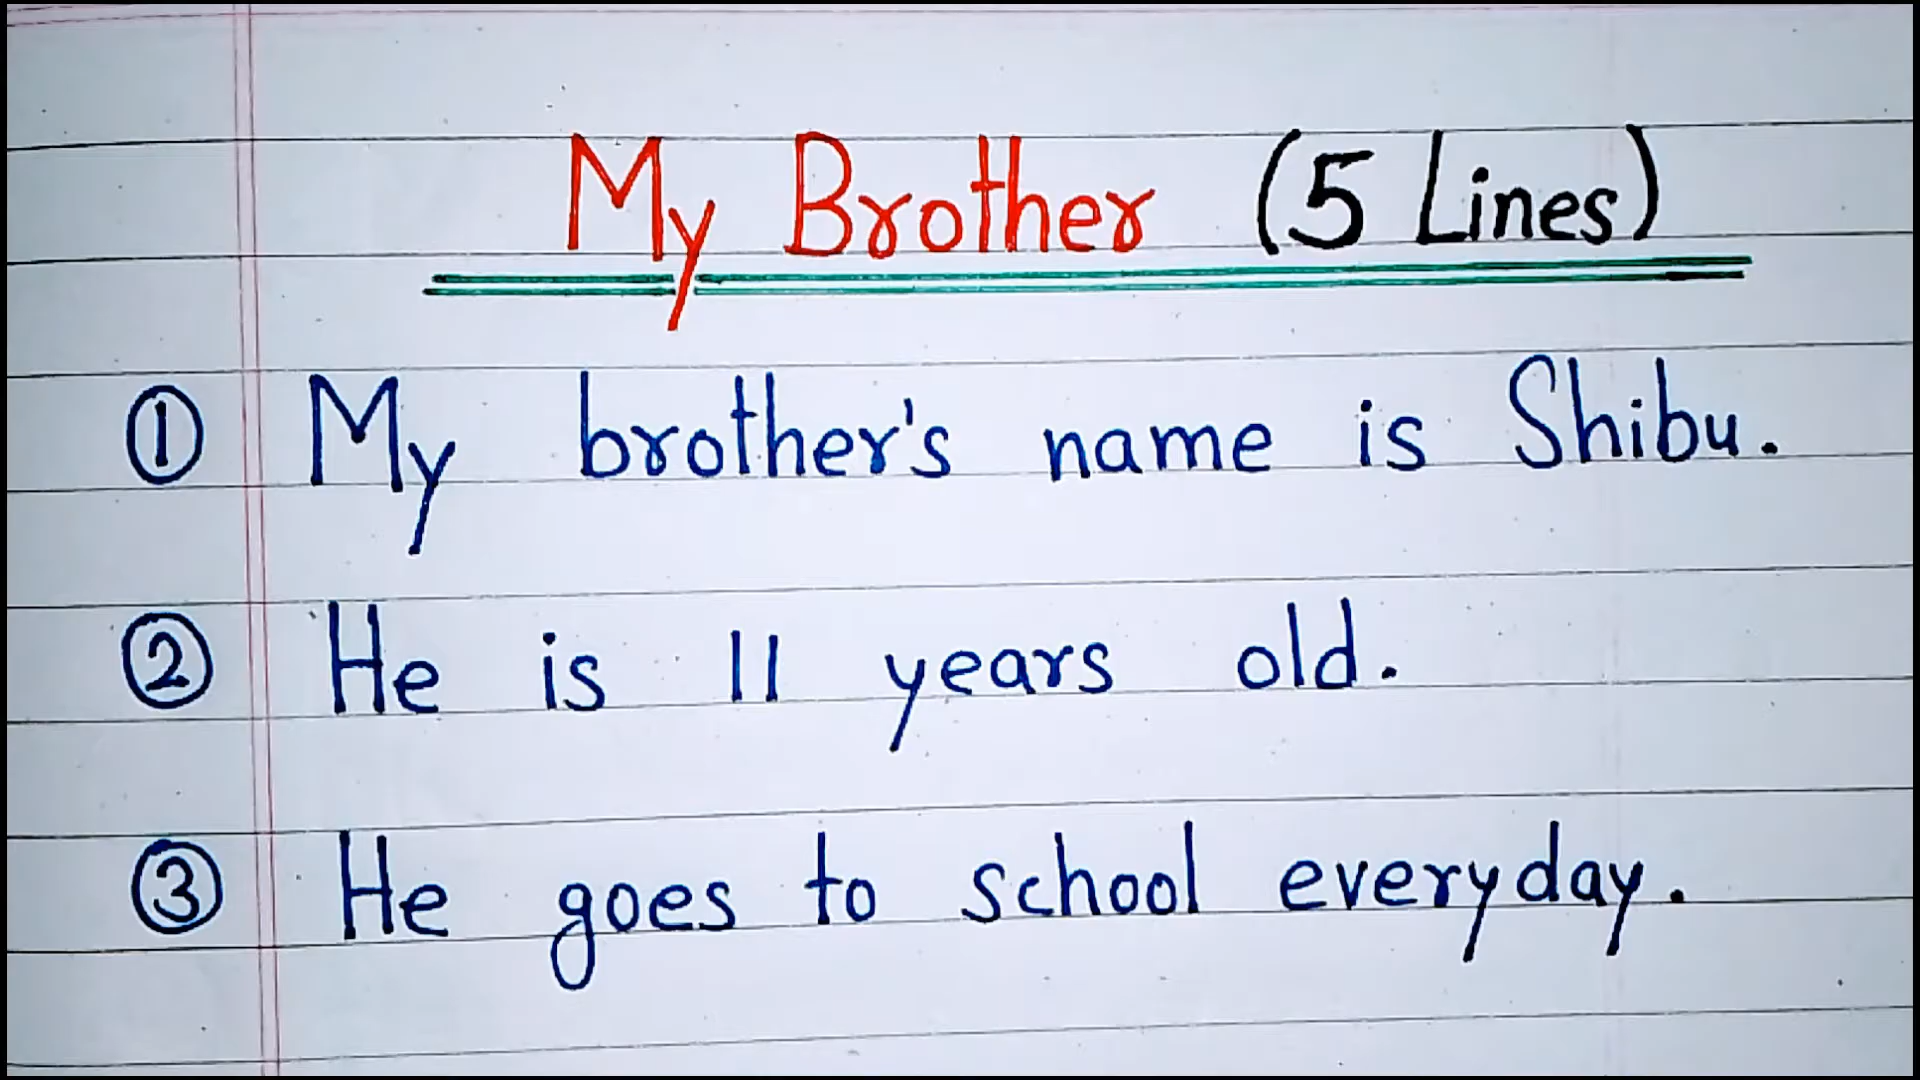 My Brother (5 Lines)
① My brother's name is Shibu.
② He is 11 years old.
③ He goes to school everyday.